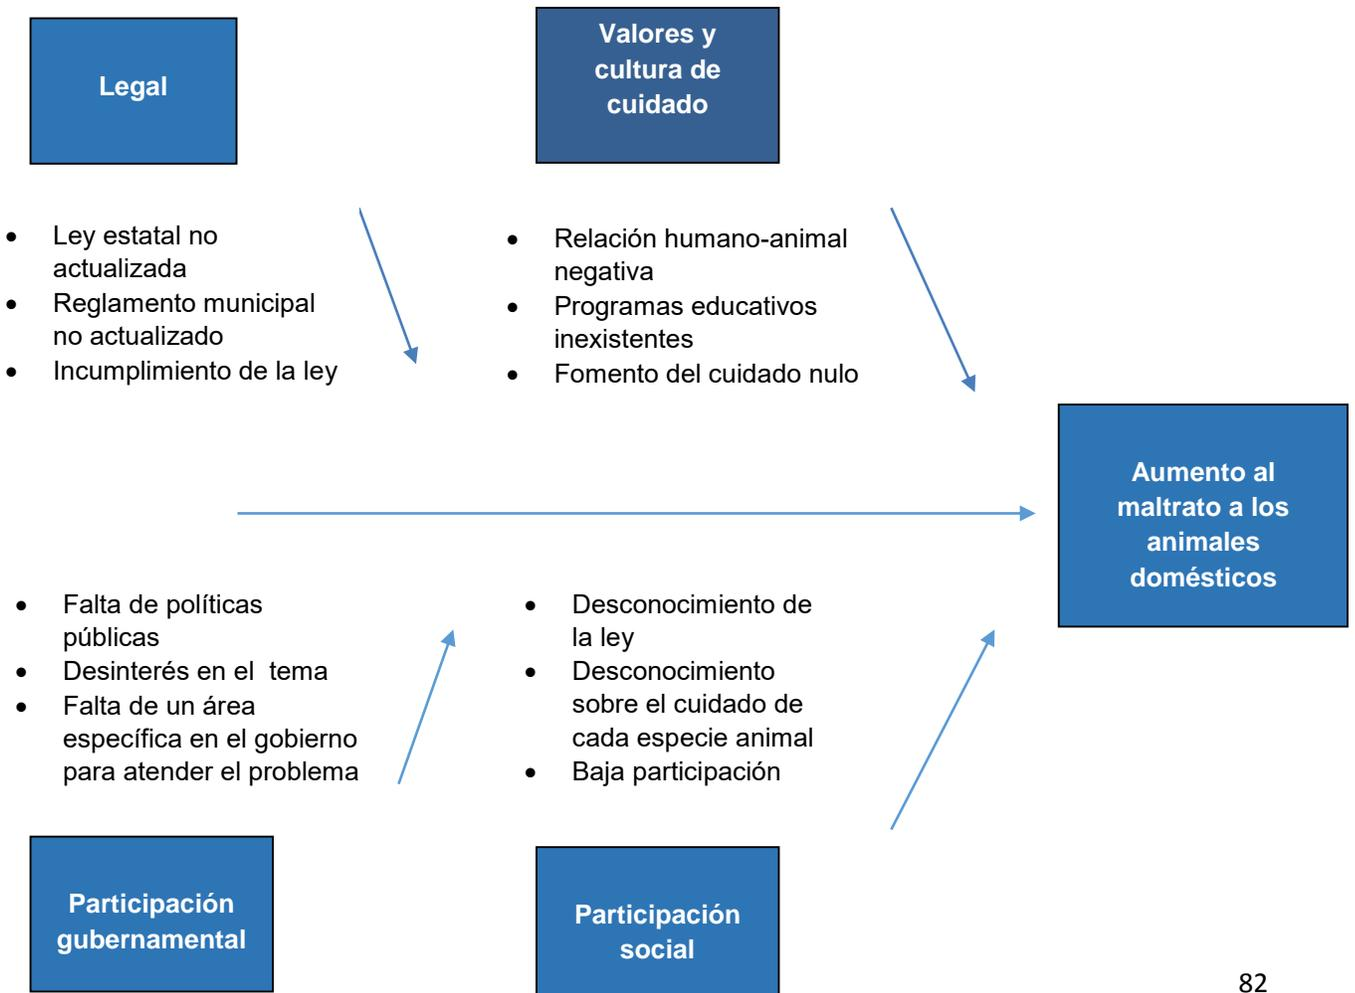 Legal
Valores y
cultura de
cuidado
• Ley estatal no
actualizada
• Reglamento municipal
no actualizado
• Incumplimiento de la ley
• Relación humano-animal
negativa
• Programas educativos
inexistentes
• Fomento del cuidado nulo
Aumento al
maltrato a los
animales
domésticos
• Falta de políticas
públicas
• Desinterés en el  tema
• Falta de un área
específica en el gobierno
para atender el problema
• Desconocimiento de
la ley
• Desconocimiento
sobre el cuidado de
cada especie animal
• Baja participación
Participación
gubernamental
Participación
social
82